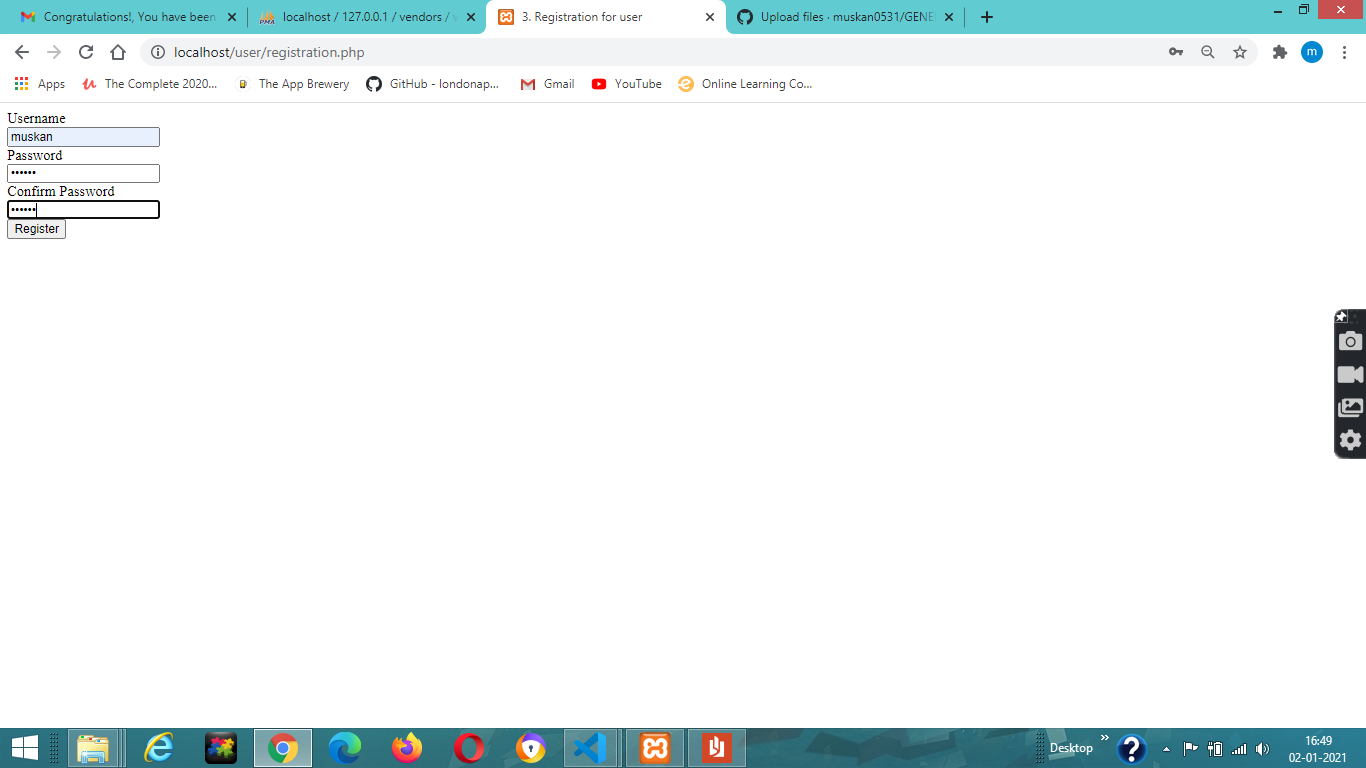 Congratulations!, You have been
localhost / 127.0.0.1 / vendors / v
3. Registration for user
Upload files · muskan0531/GENE
localhost/user/registration.php
m
Apps
The Complete 2020...
The App Brewery
GitHub - londonap...
Gmail
YouTube
Online Learning Co...
Username
muskan
Password
••••••
Confirm Password
••••••
Register
Desktop
16:49
02-01-2021